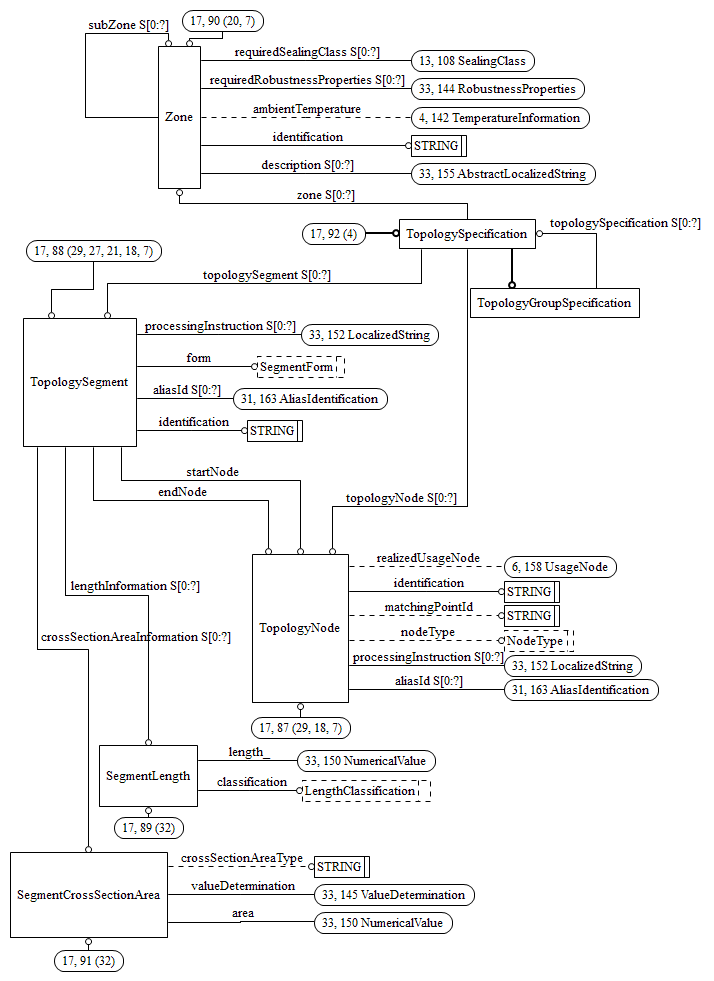 subZone S[0:?]
17, 90 (20, 7)
requiredSealingClass S[0:?]
13, 108 SealingClass
requiredRobustnessProperties S[0:?]
33, 144 RobustnessProperties
Zone
ambientTemperature
4, 142 TemperatureInformation
identification
STRING
description S[0:?]
33, 155 AbstractLocalizedString
zone S[0:?]
17, 92 (4)
TopologySpecification
topologySpecification S[0:?]
17, 88 (29, 27, 21, 18, 7)
topologySegment S[0:?]
TopologyGroupSpecification
processingInstruction S[0:?]
33, 152 LocalizedString
form
SegmentForm
TopologySegment
aliasId S[0:?]
31, 163 AliasIdentification
identification
STRING
startNode
endNode
topologyNode S[0:?]
realizedUsageNode
6, 158 UsageNode
lengthInformation S[0:?]
identification
STRING
matchingPointId
STRING
crossSectionAreaInformation S[0:?]
TopologyNode
nodeType
NodeType
processingInstruction S[0:?]
33, 152 LocalizedString
aliasId S[0:?]
31, 163 AliasIdentification
17, 87 (29, 18, 7)
length_
33, 150 NumericalValue
SegmentLength
classification
LengthClassification
17, 89 (32)
crossSectionAreaType
STRING
SegmentCrossSectionArea
valueDetermination
33, 145 ValueDetermination
area
33, 150 NumericalValue
17, 91 (32)